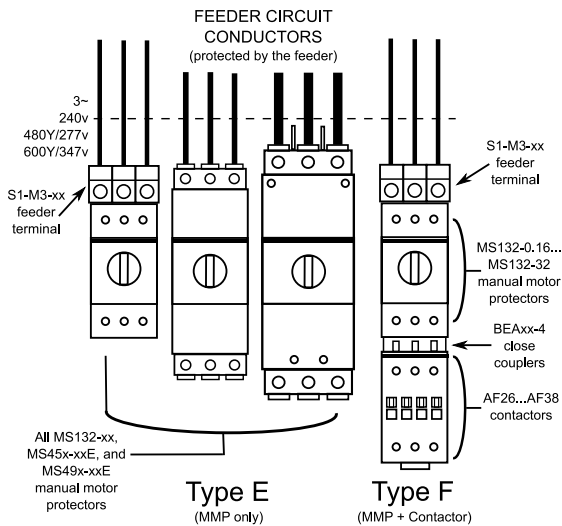 FEEDER CIRCUIT
CONDUCTORS
(protected by the feeder)
3~
240v
480Y/277v
600Y/347v
S1-M3-xx
feeder
terminal
S1-M3-xx
feeder
terminal
MS132-0.16...
MS132-32
manual motor
protectors
BEAxx-4
close
couplers
AF26...AF38
contactors
All MS132-xx,
MS45x-xxE, and
MS49x-xxE
manual motor
protectors
Type E
(MMP only)
Type F
(MMP + Contactor)